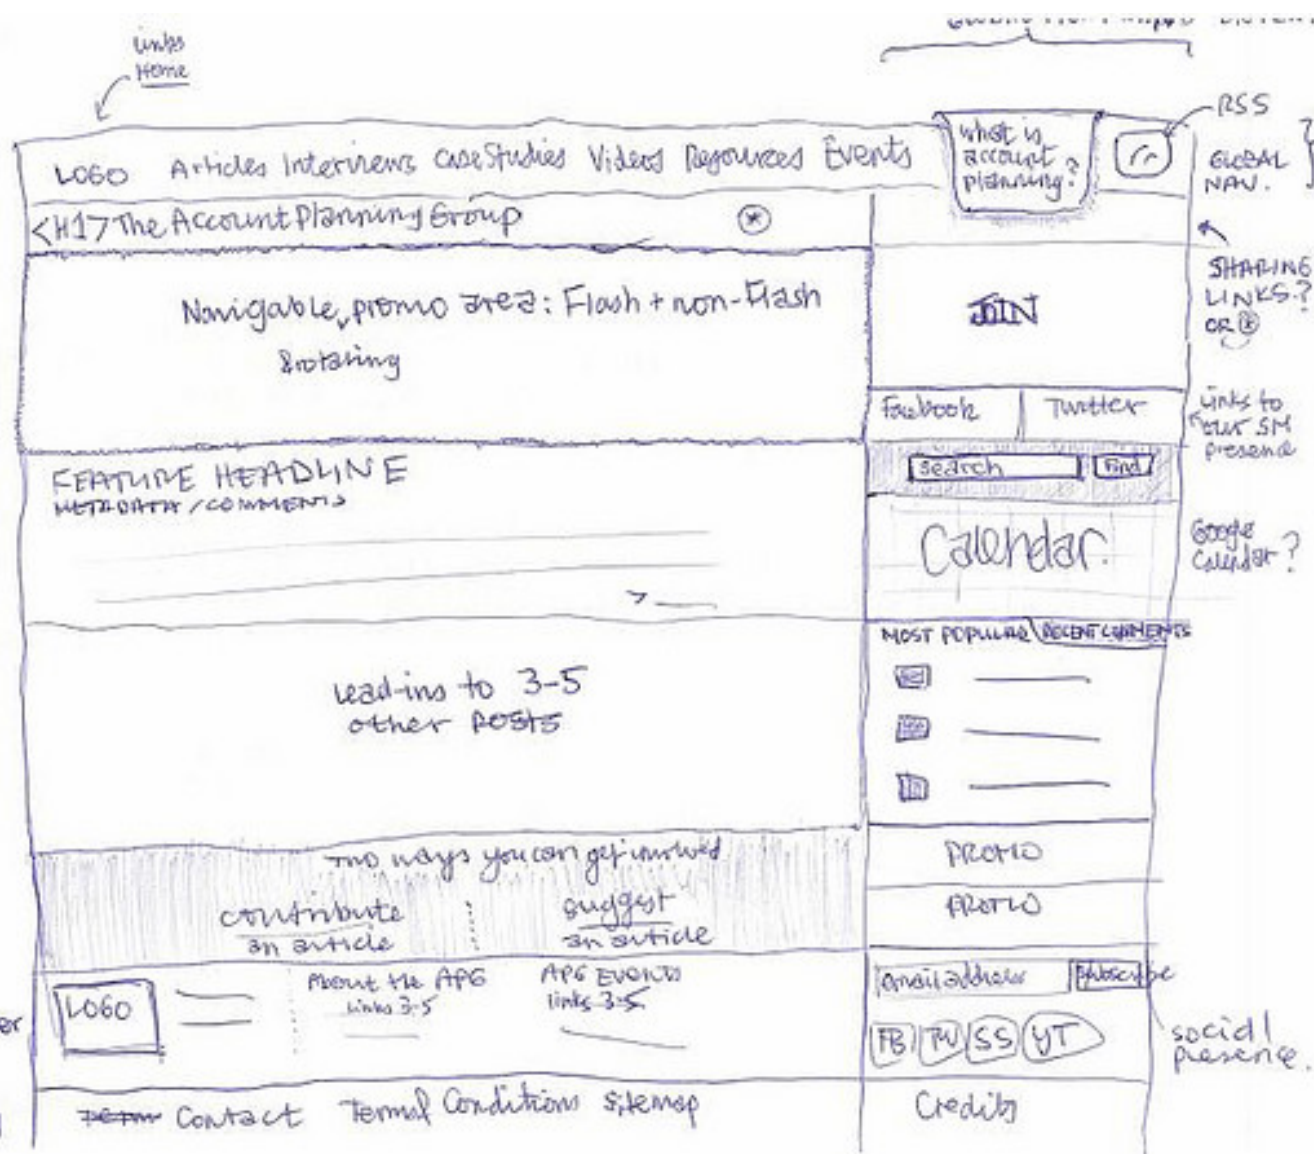 Links
Home
RSS
LOGO Articles Interviews Case Studies Videos Resources Events
what is
account
planning?
GLOBAL
NAV.
<H1> The Account Planning Group
SHARING
LINKS?
OR *
Navigable, promo area: Flash + non-Flash
& rotating
JOIN
Facebook Twitter
Links to
our SM
presence
Search Find
FEATURE HEADLINE
METADATA / COMMENTS
Calendar.
Google
Calendar?
MOST POPULAR RECENT COMMENTS
Lead-ins to 3-5
other posts
Two ways you can get involved
contribute
an article
suggest
an article
PROMO
PROMO
LOGO
About the APG
Links 3-5
APG EVENTS
links 3-5
email address Subscribe
FB TW SS YT
social
presence.
Contact Terms/ Conditions Sitemap
Credits